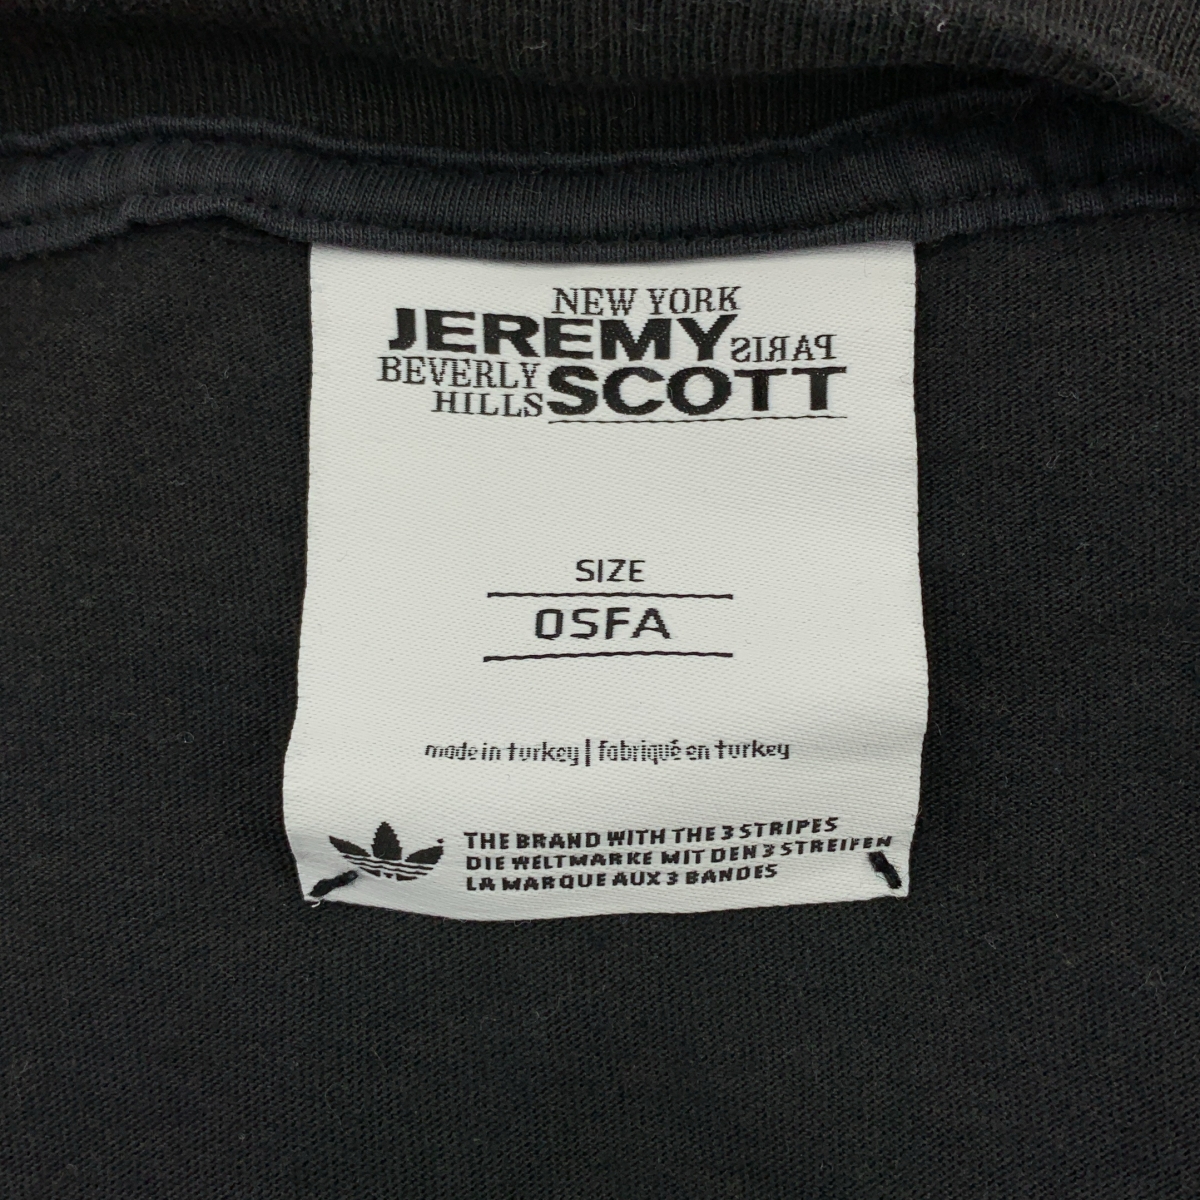 NEW YORK
JEREMY PARIS
BEVERLY SCOTT
HILLS
SIZE
OSFA
made in turkey | fabriqué en turkey
THE BRAND WITH THE 3 STRIPES
DIE WELTMARKE MIT DEN 3 STREIFEN
LA MARQUE AUX 3 BANDES